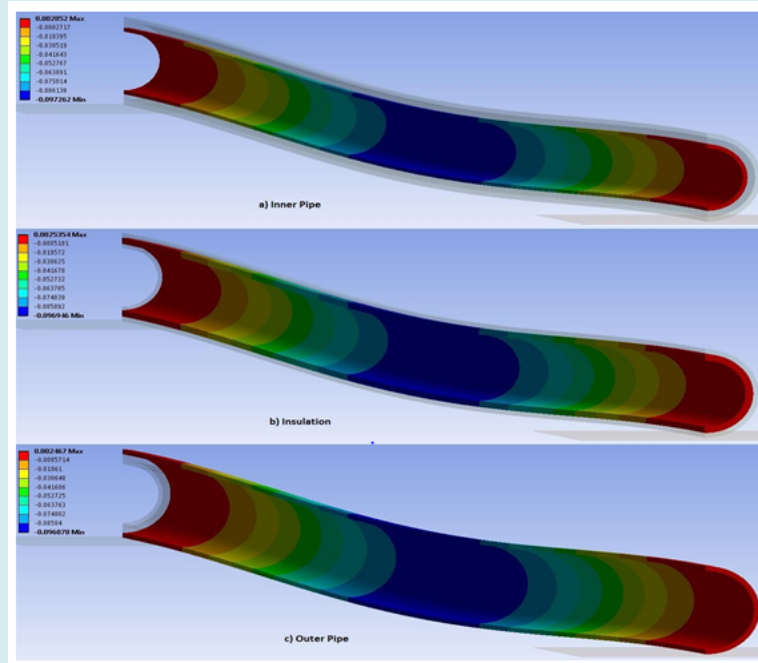 0.002852 Max
-0.0082717
-0.019395
-0.030519
-0.041643
-0.052767
-0.063891
-0.075014
-0.086138
-0.097262 Min
a) Inner Pipe
0.0025354 Max
-0.0085181
-0.019572
-0.030625
-0.041678
-0.052732
-0.063785
-0.074839
-0.085892
-0.096946 Min
b) Insulation
0.002467 Max
-0.0085714
-0.01961
-0.030648
-0.041686
-0.052725
-0.063763
-0.074802
-0.08584
-0.096878 Min
c) Outer Pipe